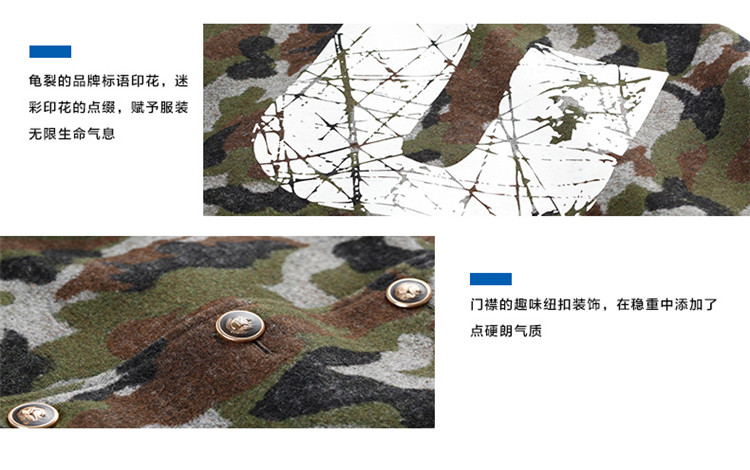 龟裂的品牌标语印花，迷
彩印花的点缀，赋予服装
无限生命气息
门襟的趣味纽扣装饰，在稳重中添加了
点硬朗气质